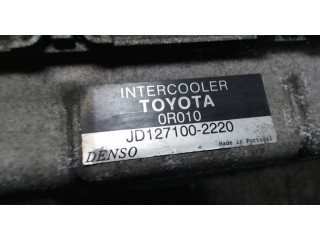 INTERCOOLER
TOYOTA
0R010
JD127100-2220
DENSO Made in Portugal